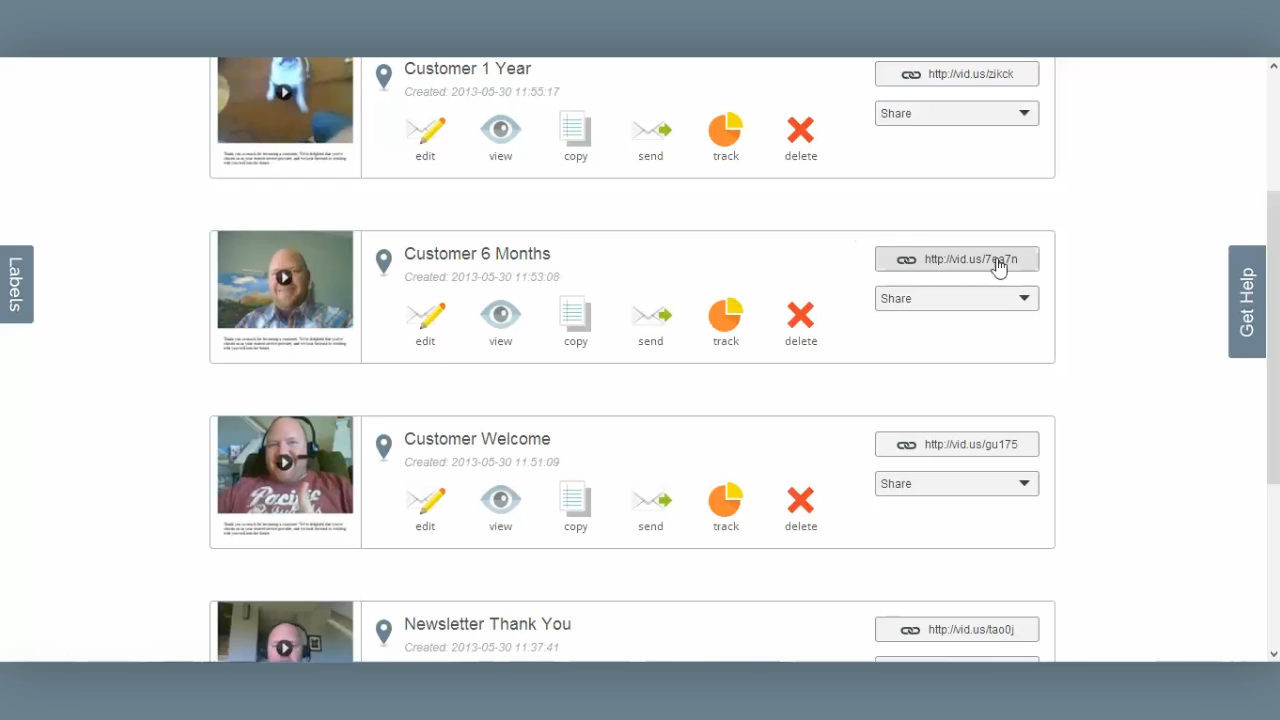 Customer 1 Year
http://vid.us/zikck
Created: 2013-05-30 11:55:17
Share
edit view copy send track delete
Labels
Get Help
Customer 6 Months
Created: 2013-05-30 11:53:08
Share
edit view copy send track delete
Customer Welcome
http://vid.us/gu175
Created: 2013-05-30 11:51:09
Share
Pacific
edit view copy send track delete
Newsletter Thank You
http://vid.us/tao0j
Created: 2013-05-30 11:37:41